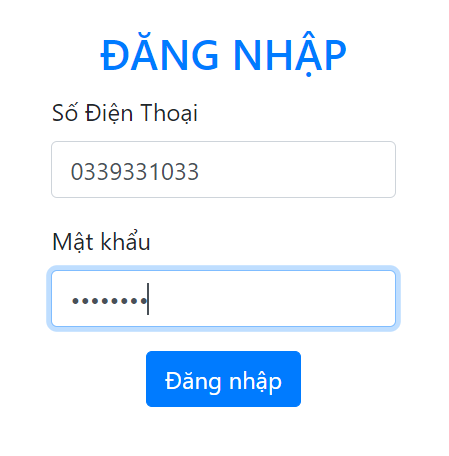 ĐĂNG NHẬP
Số Điện Thoại
0339331033
Mật khẩu
••••••••
Đăng nhập